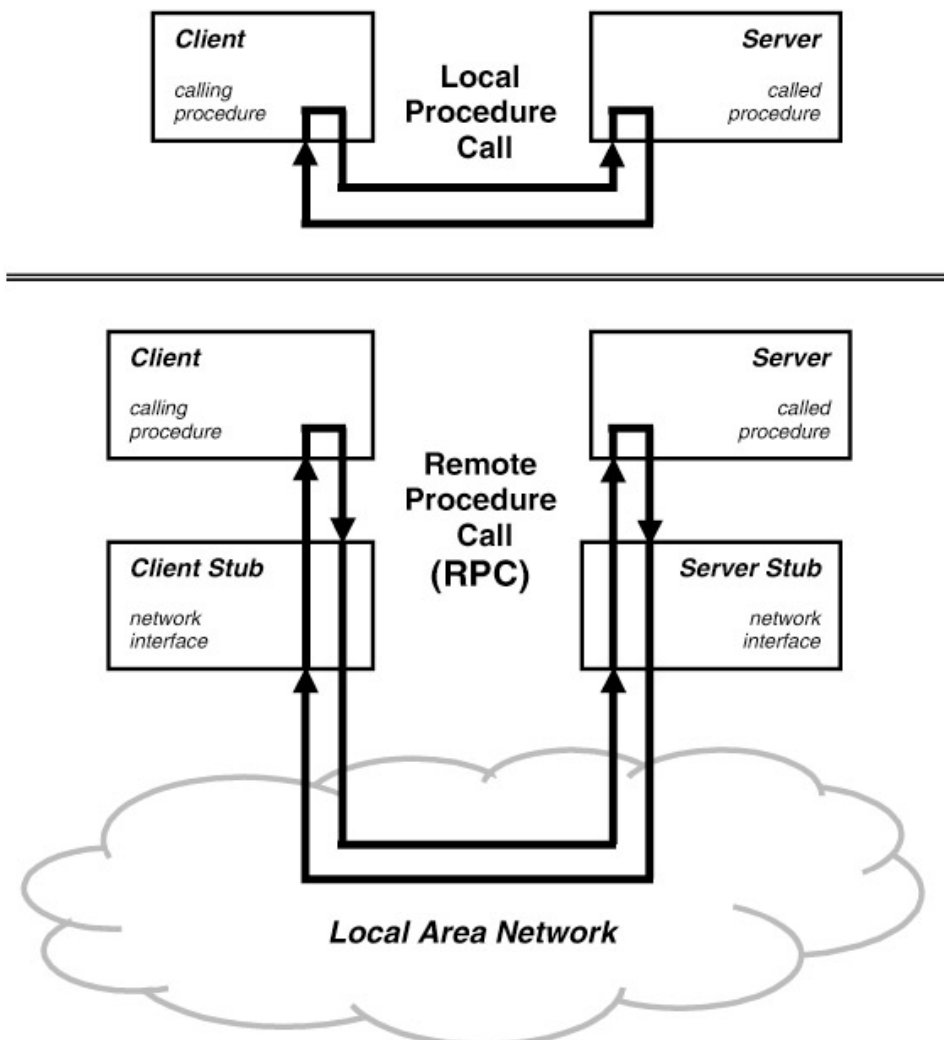 Client
calling
procedure
Local
Procedure
Call
Server
called
procedure
Client
calling
procedure
Remote
Procedure
Call
(RPC)
Server
called
procedure
Client Stub
network
interface
Server Stub
network
interface
Local Area Network